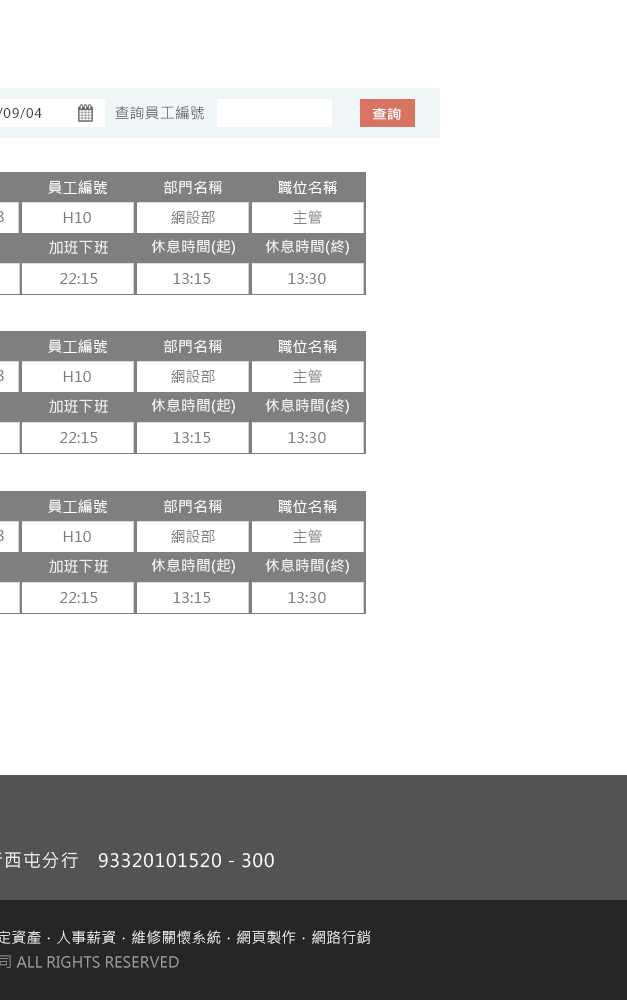 /09/04 查詢員工編號 查詢
員工編號 部門名稱 職位名稱
3 H10 網設部 主管
加班下班 休息時間(起) 休息時間(終)
22:15 13:15 13:30
員工編號 部門名稱 職位名稱
3 H10 網設部 主管
加班下班 休息時間(起) 休息時間(終)
22:15 13:15 13:30
員工編號 部門名稱 職位名稱
3 H10 網設部 主管
加班下班 休息時間(起) 休息時間(終)
22:15 13:15 13:30
西屯分行 93320101520 - 300
定資產 · 人事薪資 · 維修關懷系統 · 網頁製作 · 網路行銷
司 ALL RIGHTS RESERVED